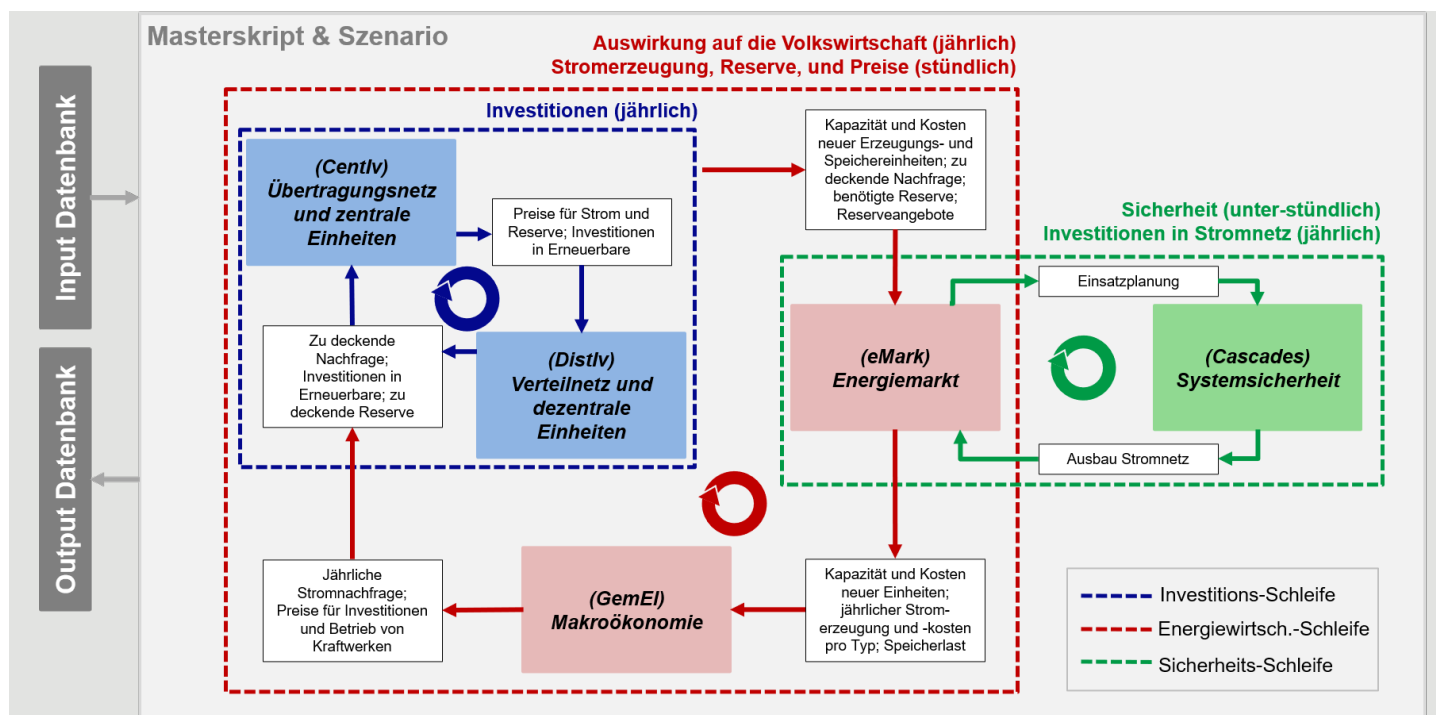 Masterskript & Szenario
Input Datenbank
Output Datenbank
Auswirkung auf die Volkswirtschaft (jährlich)
Stromerzeugung, Reserve, und Preise (stündlich)
Investitionen (jährlich)
(CentIv)
Übertragungsnetz
und zentrale
Einheiten
Preise für Strom und
Reserve; Investitionen
in Erneuerbare
Zu deckende
Nachfrage;
Investitionen in
Erneuerbare; zu
deckende Reserve
(DistIv)
Verteilnetz und
dezentrale
Einheiten
Kapazität und Kosten
neuer Erzeugungs- und
Speichereinheiten; zu
deckende Nachfrage;
benötigte Reserve;
Reserveangebote
Sicherheit (unter-stündlich)
Investitionen in Stromnetz (jährlich)
Einsatzplanung
(eMark)
Energiemarkt
(Cascades)
Systemsicherheit
Ausbau Stromnetz
Jährliche
Stromnachfrage;
Preise für Investitionen
und Betrieb von
Kraftwerken
(GemEl)
Makroökonomie
Kapazität und Kosten
neuer Einheiten;
jährlicher Strom-
erzeugung und -kosten
pro Typ; Speicherlast
Investitions-Schleife
Energiewirtsch.-Schleife
Sicherheits-Schleife